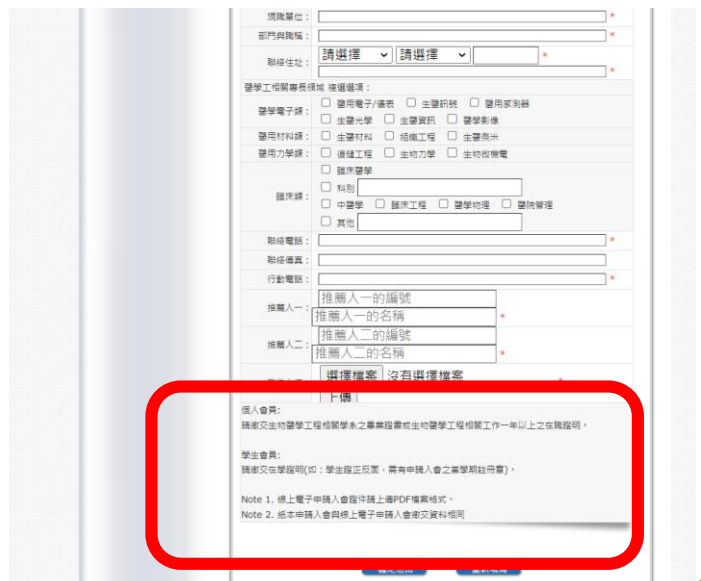 現職單位： *
部門與職稱： *
聯絡住址： 請選擇 請選擇 *
*
醫學工相關專長領域 複選選項：
醫學電子類： 醫用電子/儀表 生醫訊號 醫用感測器
生醫光學 生醫資訊 醫學影像
醫用材料類： 生醫材料 組織工程 生醫奈米
醫用力學類： 復健工程 生物力學 生物微機電
臨床類： 臨床醫學
科別
中醫學 臨床工程 醫學物理 醫院管理
其他
聯絡電話： *
聯絡傳真：
行動電話： *
推薦人一： 推薦人一的編號
推薦人一的名稱 *
推薦人二： 推薦人二的編號
推薦人二的名稱 *
選擇檔案 沒有選擇檔案 *
上傳
個人會員:
請繳交生物醫學工程相關學系之畢業證書或生物醫學工程相關工作一年以上之在職證明。
學生會員:
請繳交在學證明(如：學生證正反面，需有申請入會之業學期註冊章)。
Note 1. 線上電子申請入會證件請上傳PDF檔案格式。
Note 2. 紙本申請入會與線上電子申請入會繳交資料相同